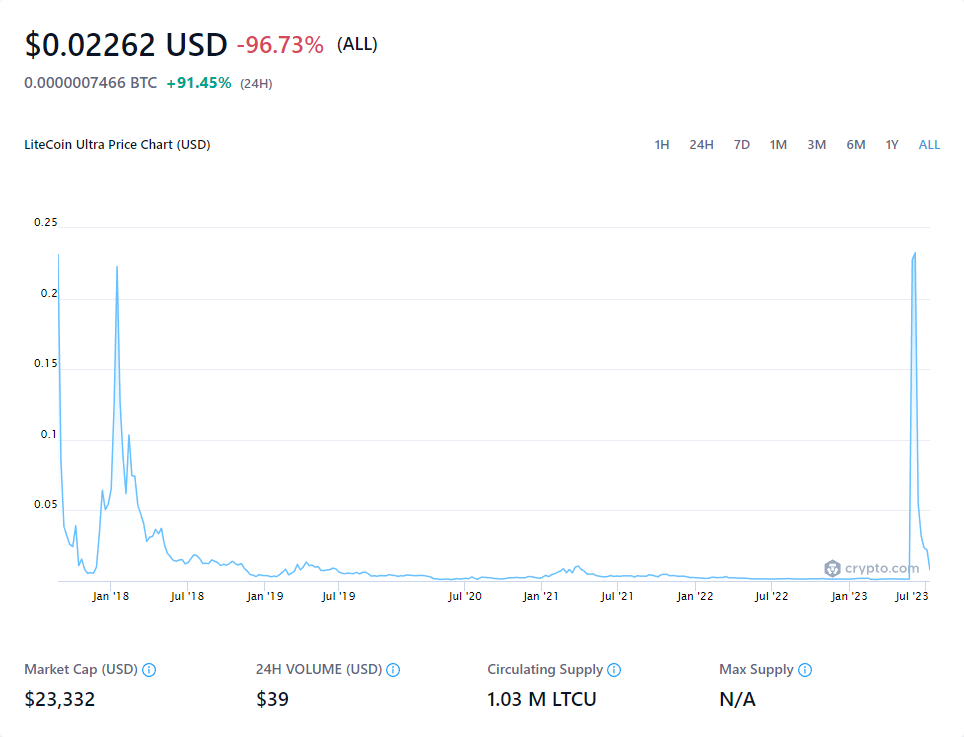 $0.02262 USD -96.73% (ALL)
0.0000007466 BTC +91.45% (24H)
LiteCoin Ultra Price Chart (USD) 1H 24H 7D 1M 3M 6M 1Y ALL
0.25
0.2
0.15
0.1
0.05
crypto.com
Jan '18 Jul '18 Jan '19 Jul '19 Jul '20 Jan '21 Jul '21 Jan '22 Jul '22 Jan '23 Jul '23
Market Cap (USD) 24H VOLUME (USD) Circulating Supply Max Supply
$23,332 $39 1.03 M LTCU N/A